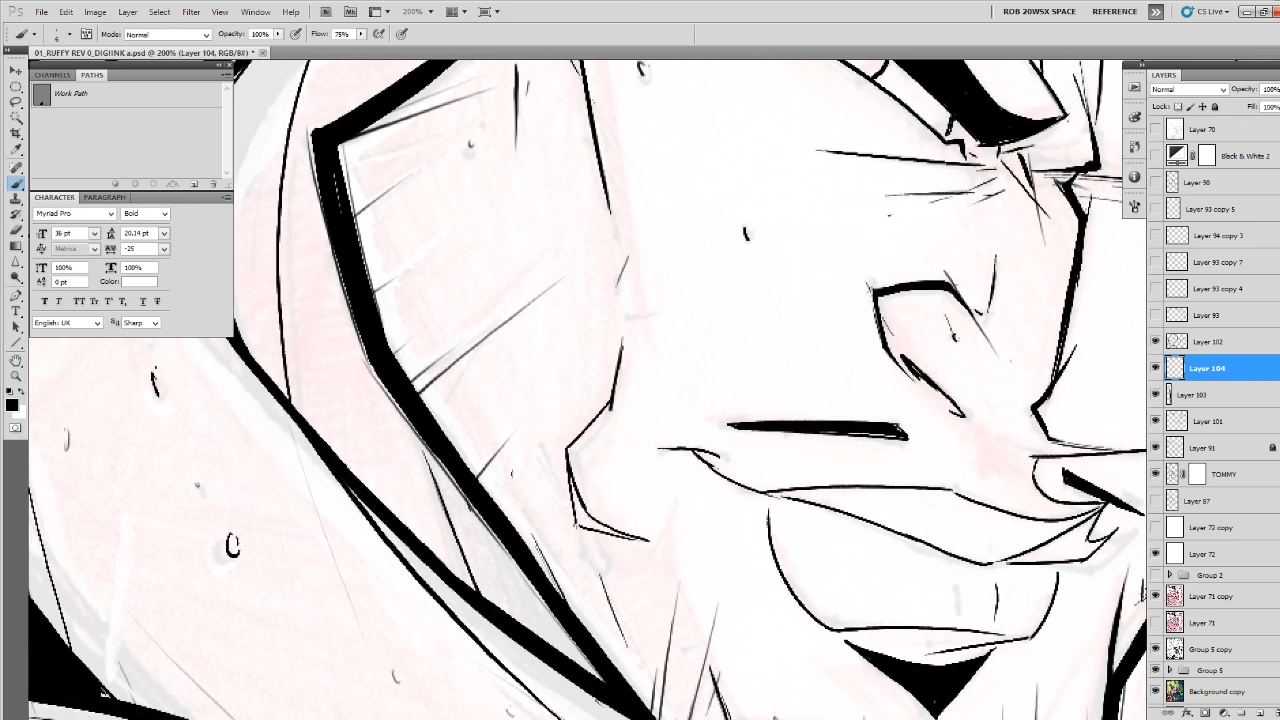 Ps File Edit Image Layer Select Filter View Window Help Br Mb 200% ROB 20WSX SPACE REFERENCE CS Live
6 Mode: Normal Opacity: 100% Flow: 75%
01_RUFFY REV 0_DIGIINK a.psd @ 200% (Layer 104, RGB/8#) *
CHANNELS PATHS
Work Path
CHARACTER PARAGRAPH
Myriad Pro Bold
36 pt 20.14 pt
Metrics -25
100% 100%
0 pt Color:
English: UK Sharp
LAYERS
Normal Opacity: 100%
Lock: Fill: 100%
Layer 70
Black & White 2
Layer 90
Layer 93 copy 5
Layer 94 copy 3
Layer 93 copy 7
Layer 93 copy 4
Layer 93
Layer 102
Layer 104
Layer 103
Layer 101
Layer 91
TOMMY
Layer 87
Layer 72 copy
Layer 72
Group 2
Layer 71 copy
Layer 71
Group 5 copy
Group 5
Background copy